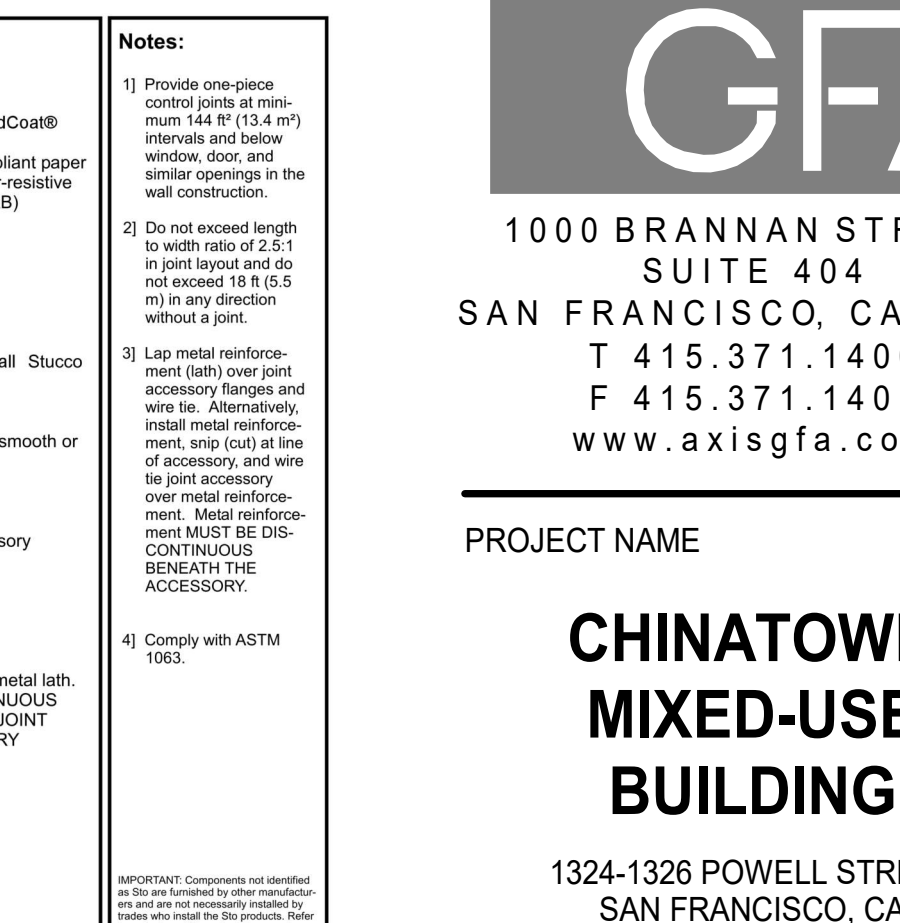 dCoat®
pliant paper
r-resistive
B)
all Stucco
smooth or
sory
netal lath.
NUOUS
JOINT
RY
Notes:
1] Provide one-piece
control joints at mini-
mum 144 ft² (13.4 m²)
intervals and below
window, door, and
similar openings in the
wall construction.
2] Do not exceed length
to width ratio of 2.5:1
in joint layout and do
not exceed 18 ft (5.5
m) in any direction
without a joint.
3] Lap metal reinforce-
ment (lath) over joint
accessory flanges and
wire tie. Alternatively,
install metal reinforce-
ment, snip (cut) at line
of accessory, and wire
tie joint accessory
over metal reinforce-
ment. Metal reinforce-
ment MUST BE DIS-
CONTINUOUS
BENEATH THE
ACCESSORY.
4] Comply with ASTM
1063.
IMPORTANT: Components not identified
as Sto are furnished by other manufactur-
ers and are not necessarily installed by
trades who install the Sto products. Refer
GFA
1000 BRANNAN STR
SUITE 404
SAN FRANCISCO, CA
T 415.371.140
F 415.371.140
www.axisgfa.co
PROJECT NAME
CHINATOWN
MIXED-USE
BUILDING
1324-1326 POWELL STR
SAN FRANCISCO, CA